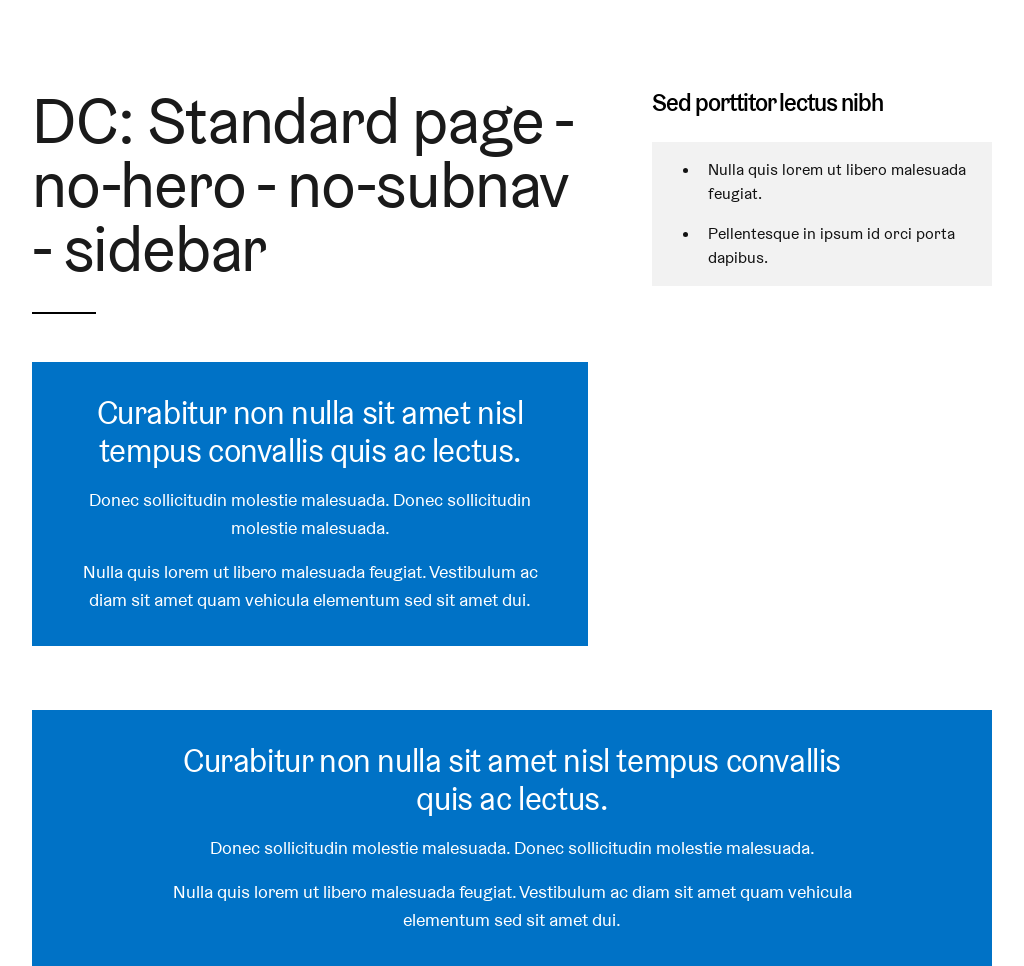 DC: Standard page -
no-hero - no-subnav
- sidebar
Sed porttitor lectus nibh
• Nulla quis lorem ut libero malesuada
feugiat.
• Pellentesque in ipsum id orci porta
dapibus.
Curabitur non nulla sit amet nisl
tempus convallis quis ac lectus.
Donec sollicitudin molestie malesuada. Donec sollicitudin
molestie malesuada.
Nulla quis lorem ut libero malesuada feugiat. Vestibulum ac
diam sit amet quam vehicula elementum sed sit amet dui.
Curabitur non nulla sit amet nisl tempus convallis
quis ac lectus.
Donec sollicitudin molestie malesuada. Donec sollicitudin molestie malesuada.
Nulla quis lorem ut libero malesuada feugiat. Vestibulum ac diam sit amet quam vehicula
elementum sed sit amet dui.